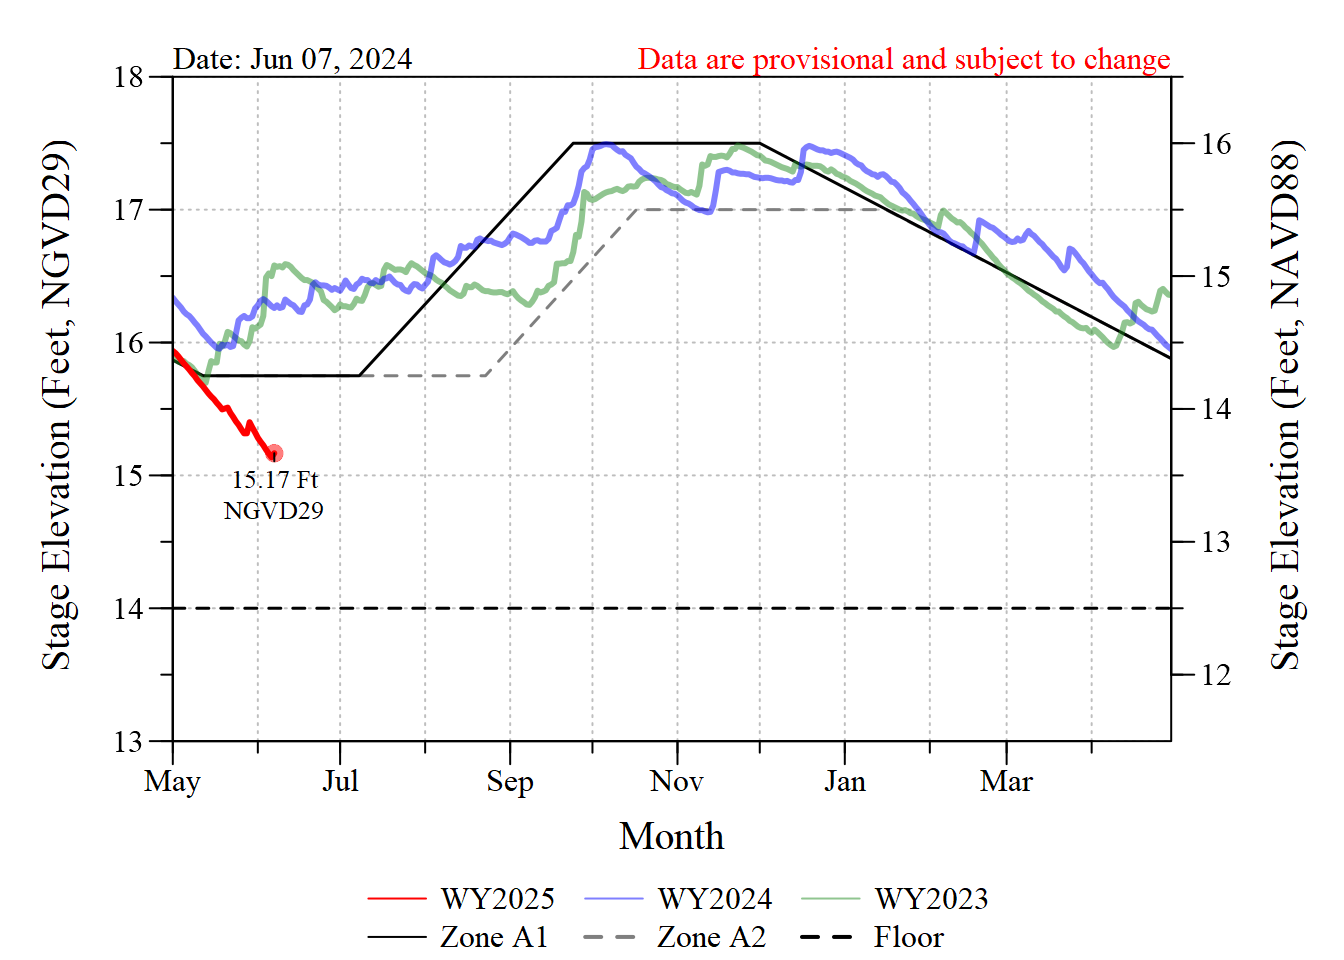 Date: Jun 07, 2024
Data are provisional and subject to change
Stage Elevation (Feet, NGVD29)
18
17
16
15
14
13
15.17 Ft
NGVD29
16
15
14
13
12
Stage Elevation (Feet, NAVD88)
May Jul Sep Nov Jan Mar
Month
WY2025 WY2024 WY2023
Zone A1 Zone A2 Floor